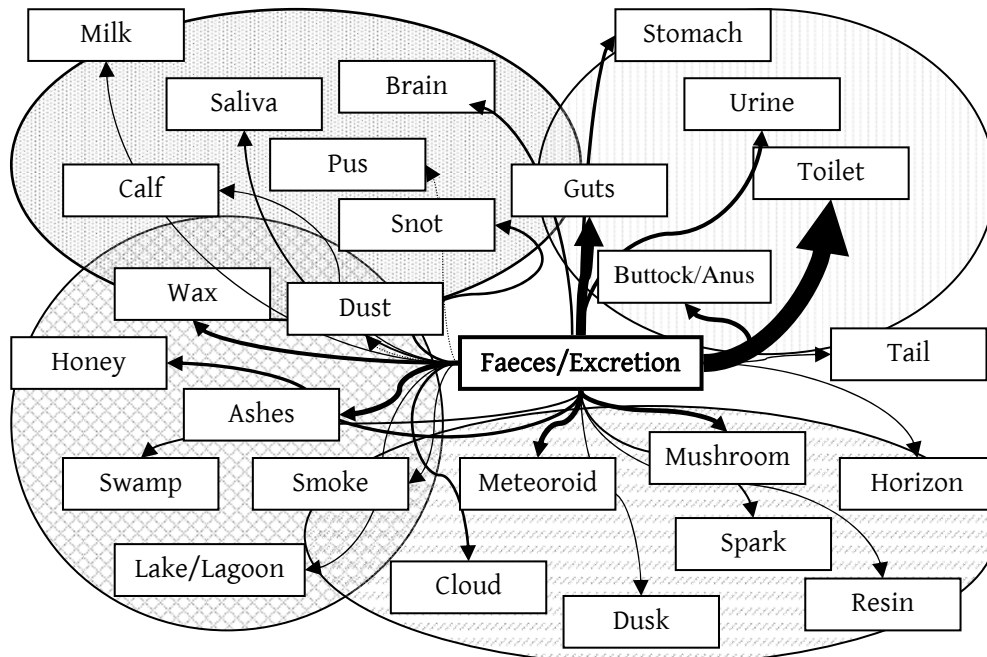 Milk
Stomach
Brain
Saliva
Urine
Pus
Toilet
Calf
Guts
Snot
Buttock/Anus
Wax
Dust
Honey
Faeces/Excretion
Tail
Ashes
Swamp
Smoke
Meteoroid
Mushroom
Horizon
Spark
Lake/Lagoon
Cloud
Dusk
Resin